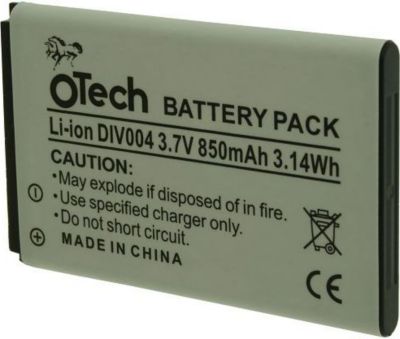 OTech BATTERY PACK
Li-ion DIV004 3.7V 850mAh 3.14Wh
CAUTION:
May explode if disposed of in fire.
Use specified charger only.
Do not short circuit.
MADE IN CHINA
CE